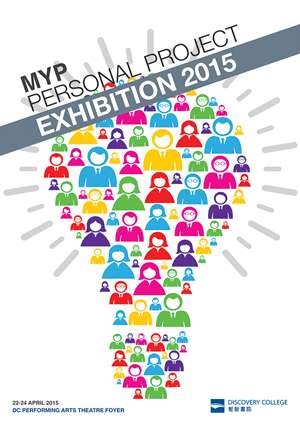 MYP
PERSONAL PROJECT
EXHIBITION 2015
22-24 APRIL 2015
DC PERFORMING ARTS THEATRE FOYER
DISCOVERY COLLEGE
智新書院